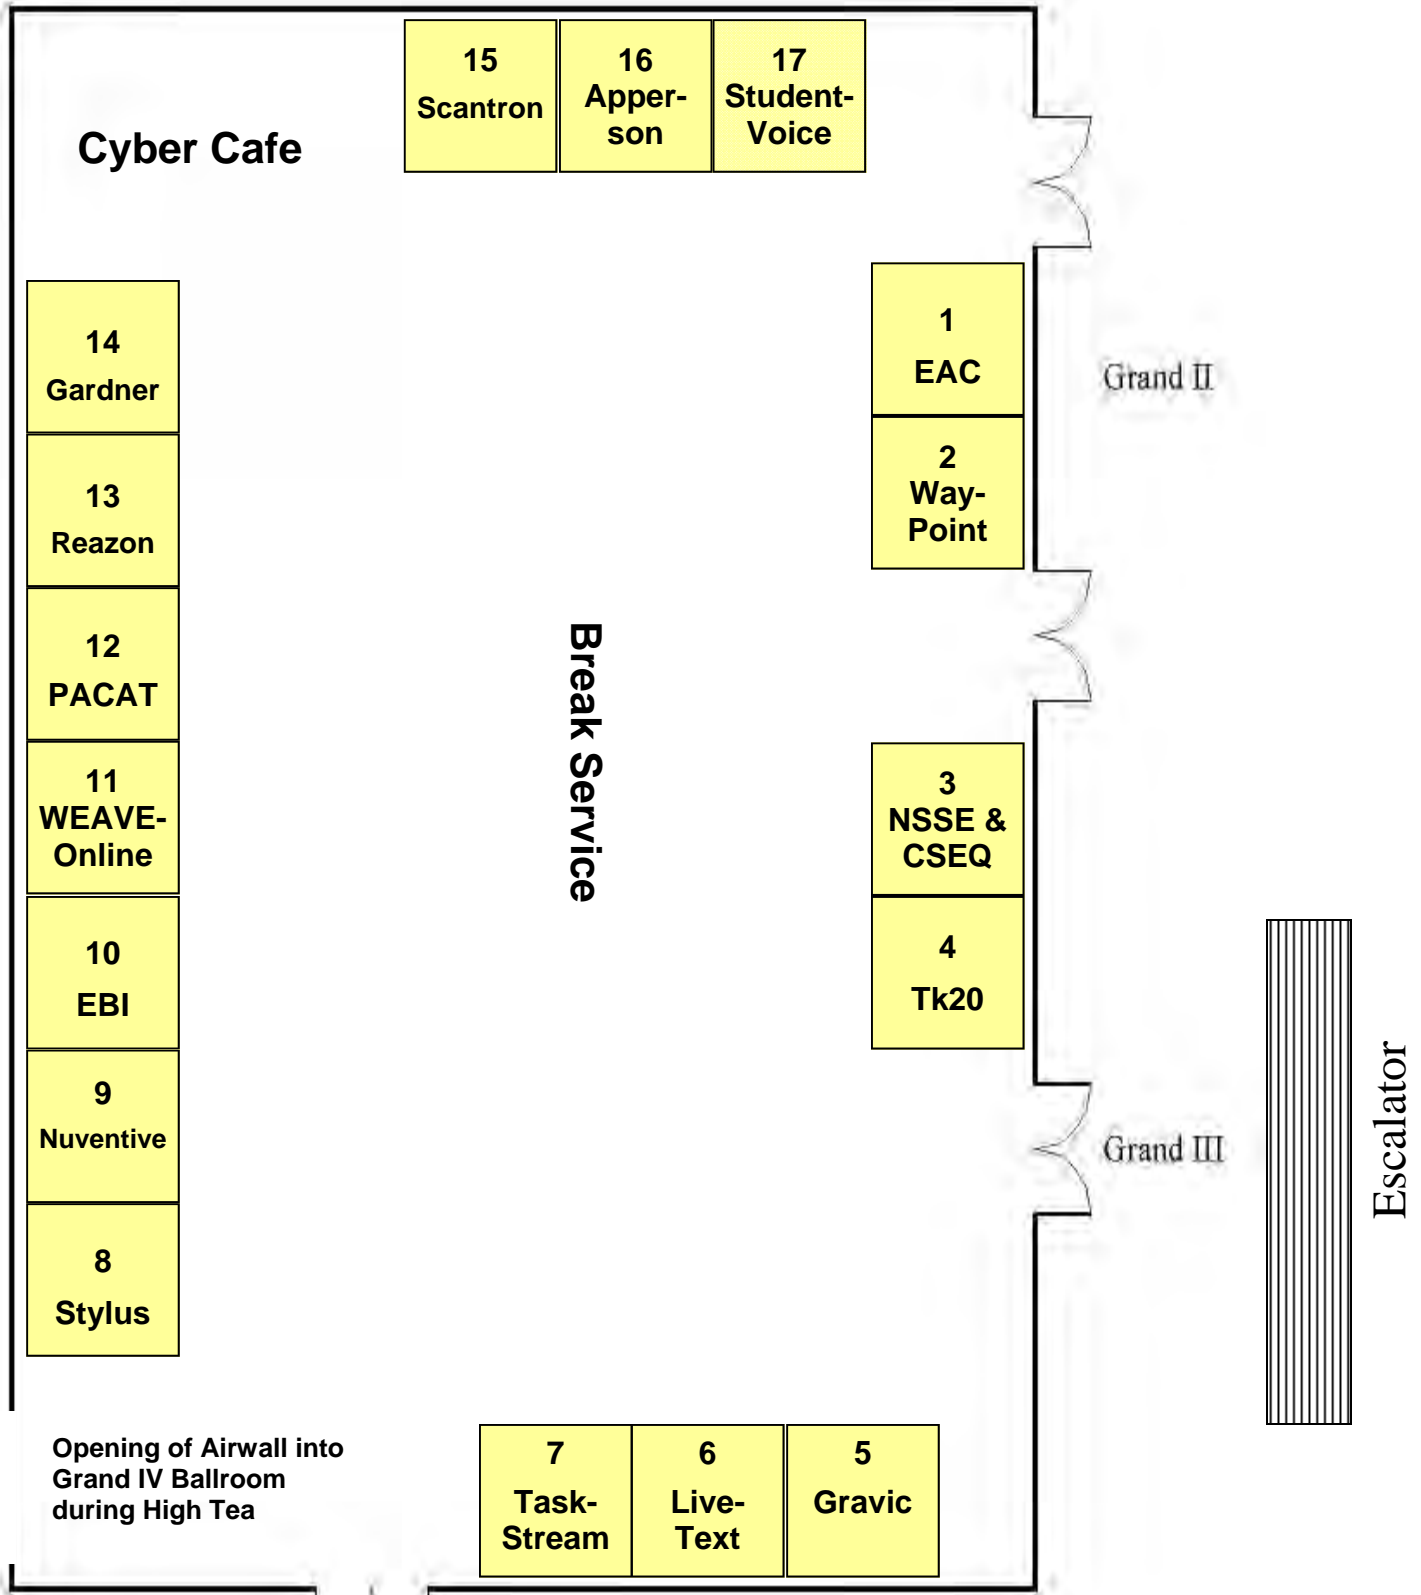 15
Scantron
16
Apper-
son
17
Student-
Voice
Cyber Cafe
14
Gardner
13
Reazon
12
PACAT
11
WEAVE-
Online
10
EBI
9
Nuventive
8
Stylus
Break Service
1
EAC
2
Way-
Point
3
NSSE &
CSEQ
4
Tk20
Grand II
Grand III
Escalator
Opening of Airwall into
Grand IV Ballroom
during High Tea
7
Task-
Stream
6
Live-
Text
5
Gravic